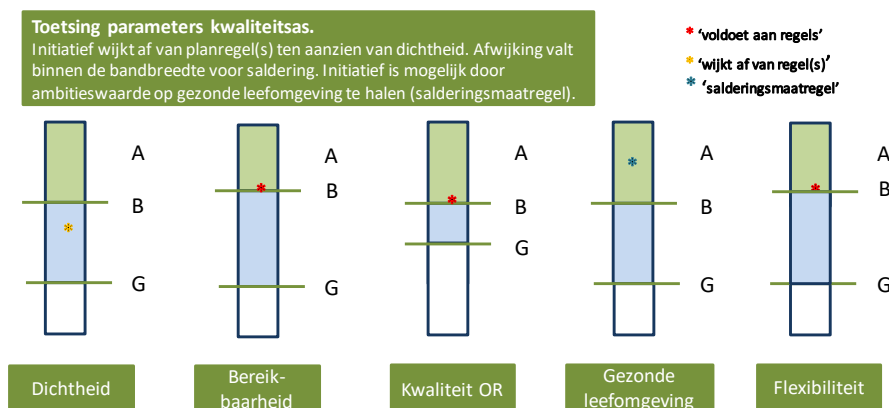 Toetsing parameters kwaliteitsas.
Initiatief wijkt af van planregel(s) ten aanzien van dichtheid. Afwijking valt
binnen de bandbreedte voor saldering. Initiatief is mogelijk door
ambitieswaarde op gezonde leefomgeving te halen (salderingsmaatregel).
* ‘voldoet aan regels’
* ‘wijkt af van regel(s)’
* ‘salderingsmaatregel’
A
B
G
Dichtheid
A
B
G
Bereik-
baarheid
A
B
G
Kwaliteit OR
A
B
G
Gezonde
leefomgeving
A
B
G
Flexibiliteit